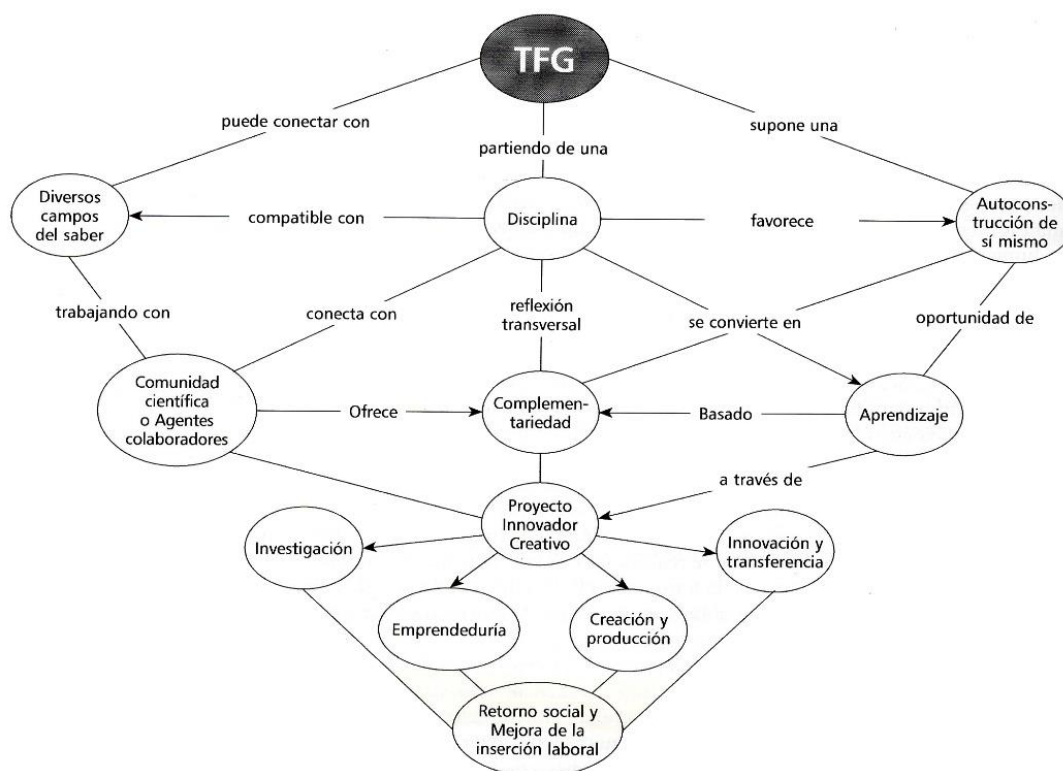 TFG
puede conectar con
supone una
partiendo de una
Diversos
campos
del saber
compatible con
Disciplina
favorece
Autocons-
trucción de
sí mismo
trabajando con
conecta con
reflexión
transversal
se convierte en
oportunidad de
Comunidad
científica
o Agentes
colaboradores
Ofrece
Complemen-
tariedad
Basado
Aprendizaje
a través de
Proyecto
Innovador
Creativo
Investigación
Innovación y
transferencia
Emprendeduría
Creación y
producción
Retorno social y
Mejora de la
inserción laboral